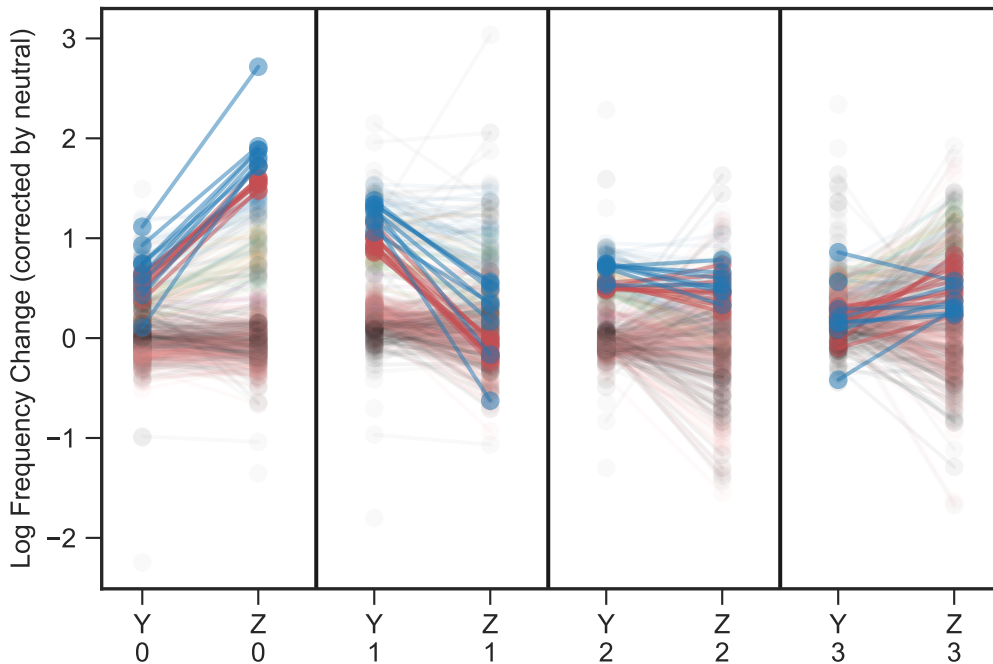 Log Frequency Change (corrected by neutral)
3
2
1
0
−1
−2
Y Z Y Z Y Z Y Z
0 0 1 1 2 2 3 3